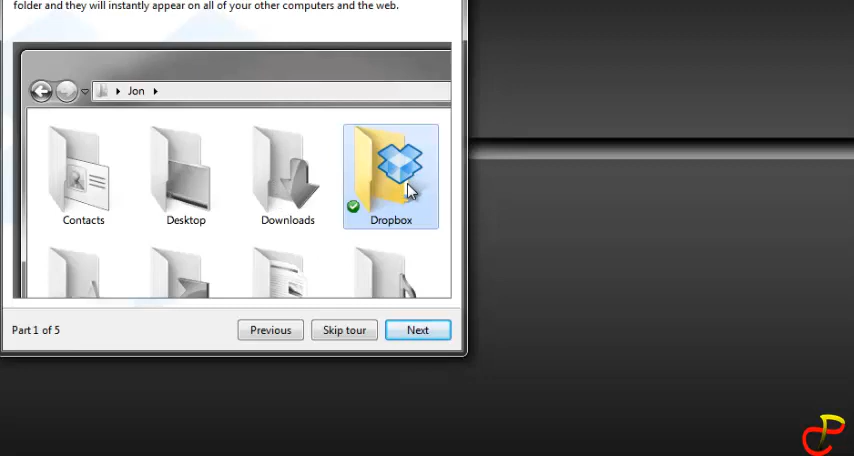 folder and they will instantly appear on all of your other computers and the web.
Jon
Contacts
Desktop
Downloads
Dropbox
Part 1 of 5
Previous
Skip tour
Next